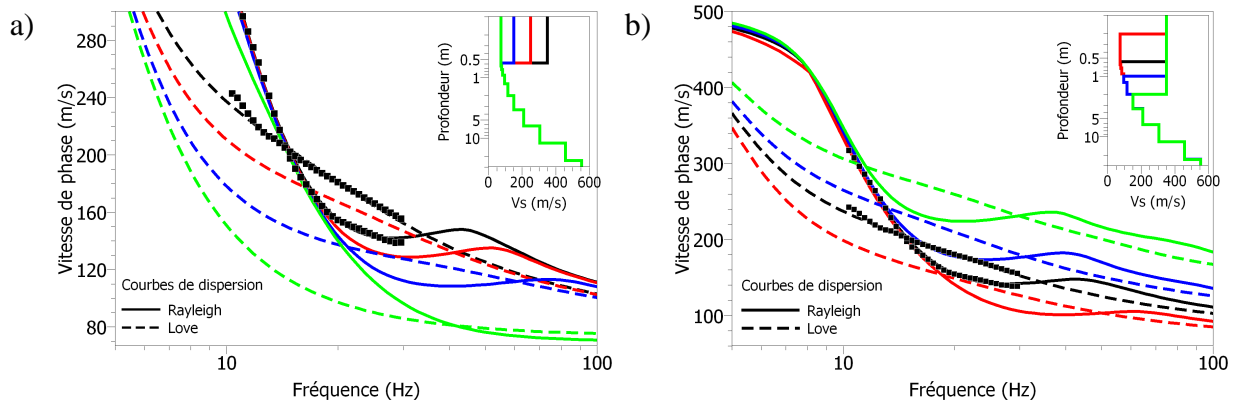 a)
Vitesse de phase (m/s)
280
240
200
160
120
80
10
100
Fréquence (Hz)
Courbes de dispersion
Rayleigh
Love
Profondeur (m)
0.5
1
5
10
0
200
400
600
Vs (m/s)
b)
Vitesse de phase (m/s)
500
400
300
200
100
10
100
Fréquence (Hz)
Courbes de dispersion
Rayleigh
Love
Profondeur (m)
0.5
1
5
10
0
200
400
600
Vs (m/s)